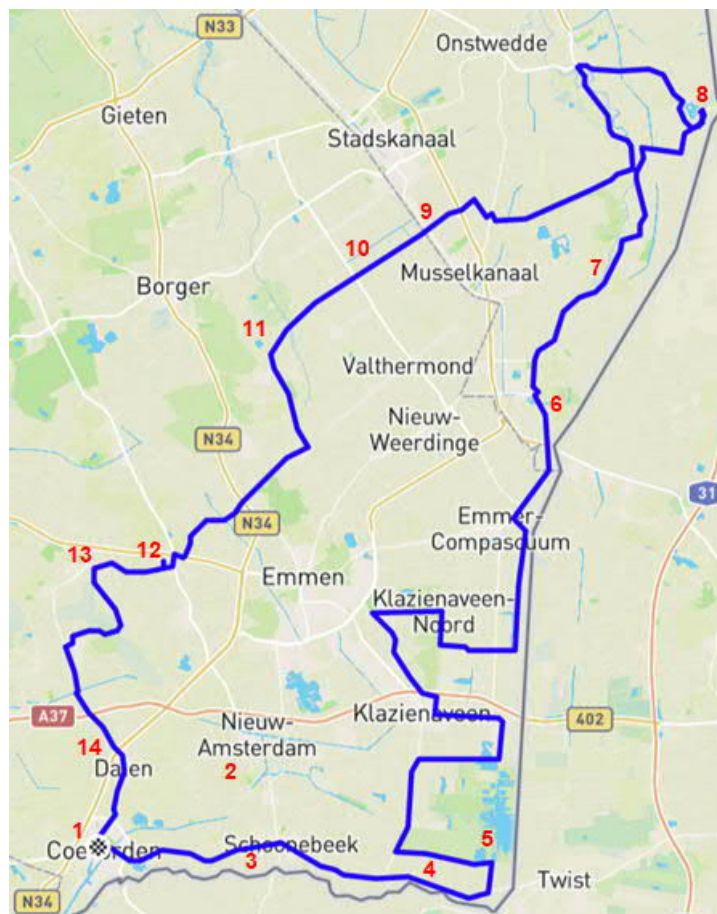 N33
Onstwedde
8
Gieten
Stadskanaal
9
10
7
Musselkanaal
Borger
11
Valthermond
6
Nieuw-
Weerdinge
N34
31
N34
Emmer-
Compascuum
13
12
Emmen
Klazienaveen-
Noord
A37
Klazienaveen
402
Nieuw-
Amsterdam
14
Dalen
2
1
Coevorden
Schoonebeek
3
5
4
Twist
N34